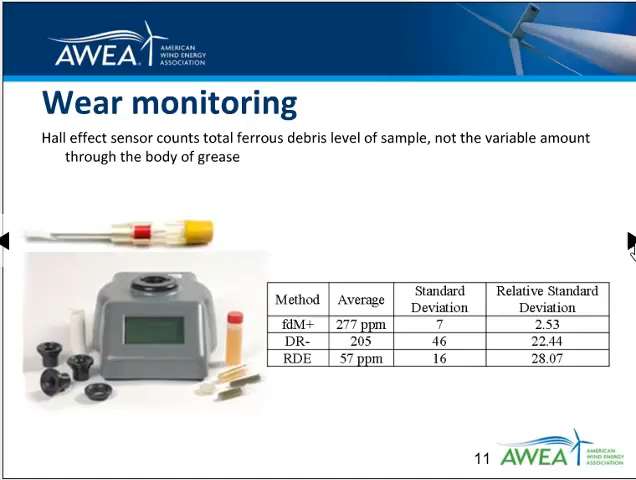 AWEA
AMERICAN
WIND ENERGY
ASSOCIATION
Wear monitoring
Hall effect sensor counts total ferrous debris level of sample, not the variable amount
through the body of grease
Method Average Standard Deviation Relative Standard Deviation
fdM+ 277 ppm 7 2.53
DR- 205 46 22.44
RDE 57 ppm 16 28.07
11
AWEA
AMERICAN
WIND ENERGY
ASSOCIATION